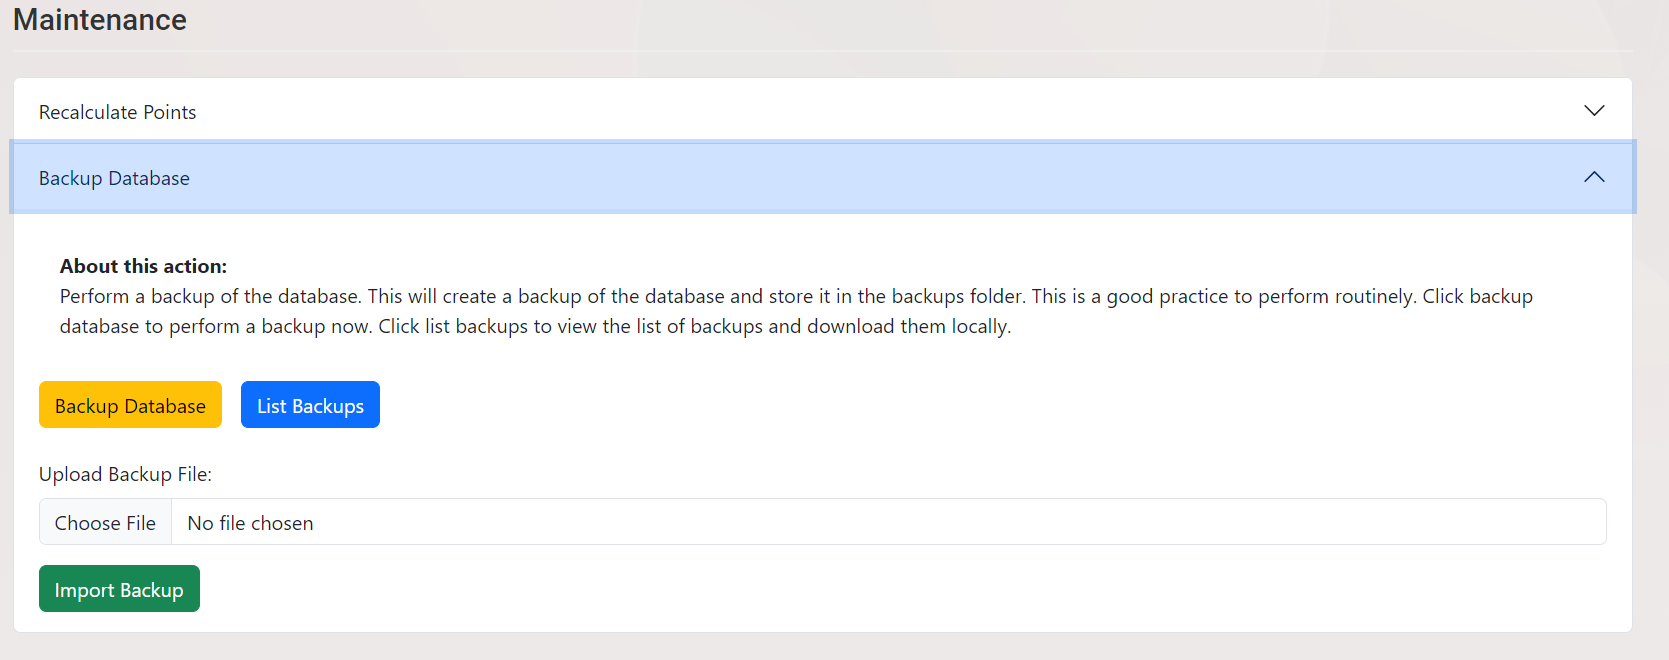 Maintenance
Recalculate Points
Backup Database
About this action:
Perform a backup of the database. This will create a backup of the database and store it in the backups folder. This is a good practice to perform routinely. Click backup
database to perform a backup now. Click list backups to view the list of backups and download them locally.
Backup Database List Backups
Upload Backup File:
Choose File No file chosen
Import Backup